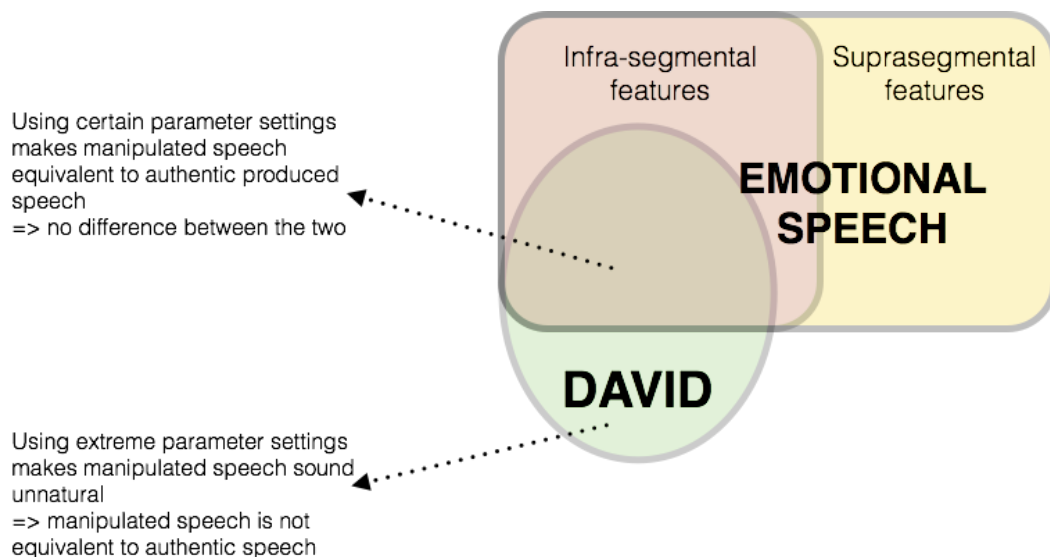 Infra-segmental
features
Suprasegmental
features
Using certain parameter settings
makes manipulated speech
equivalent to authentic produced
speech
=> no difference between the two
EMOTIONAL
SPEECH
DAVID
Using extreme parameter settings
makes manipulated speech sound
unnatural
=> manipulated speech is not
equivalent to authentic speech